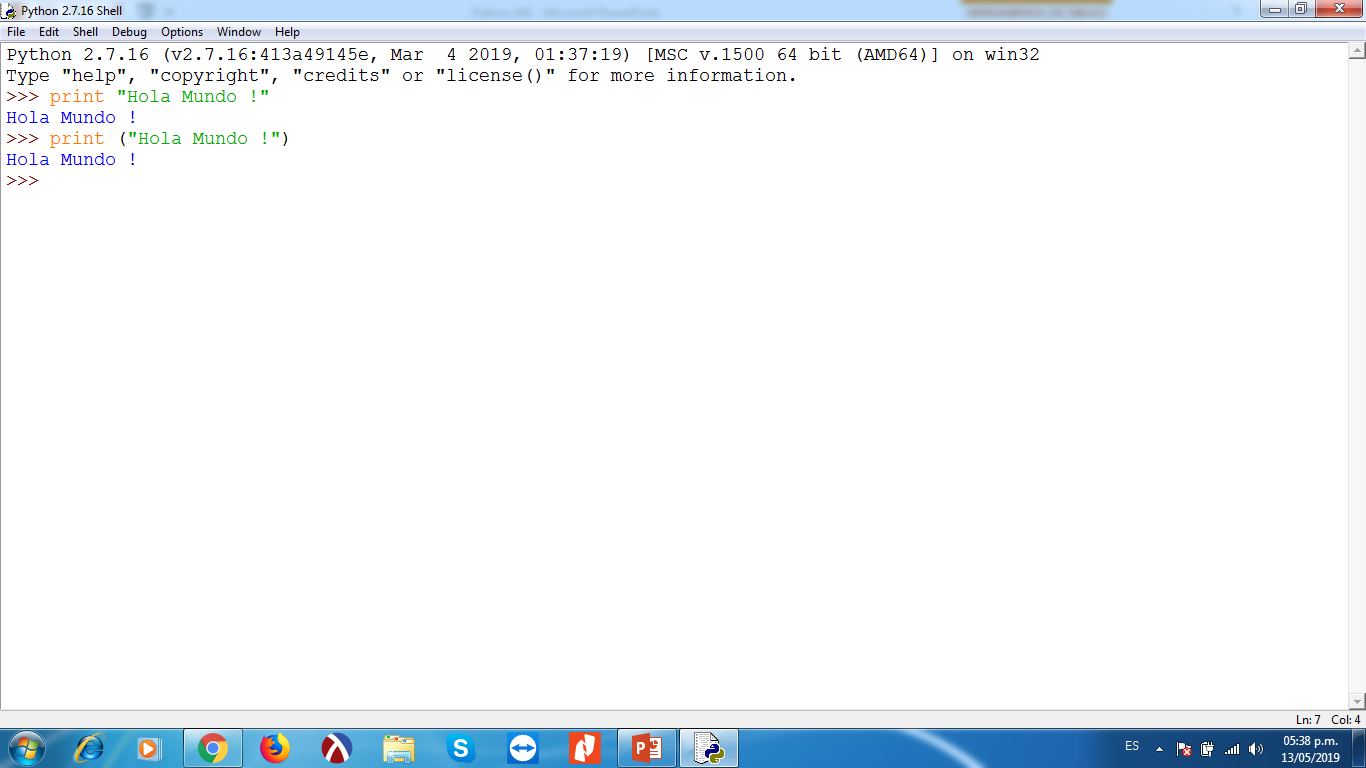 Python 2.7.16 Shell
File Edit Shell Debug Options Window Help
Python 2.7.16 (v2.7.16:413a49145e, Mar  4 2019, 01:37:19) [MSC v.1500 64 bit (AMD64)] on win32
Type "help", "copyright", "credits" or "license()" for more information.
>>> print "Hola Mundo !"
Hola Mundo !
>>> print ("Hola Mundo !")
Hola Mundo !
>>>
Ln: 7 Col: 4
ES
05:38 p.m.
13/05/2019